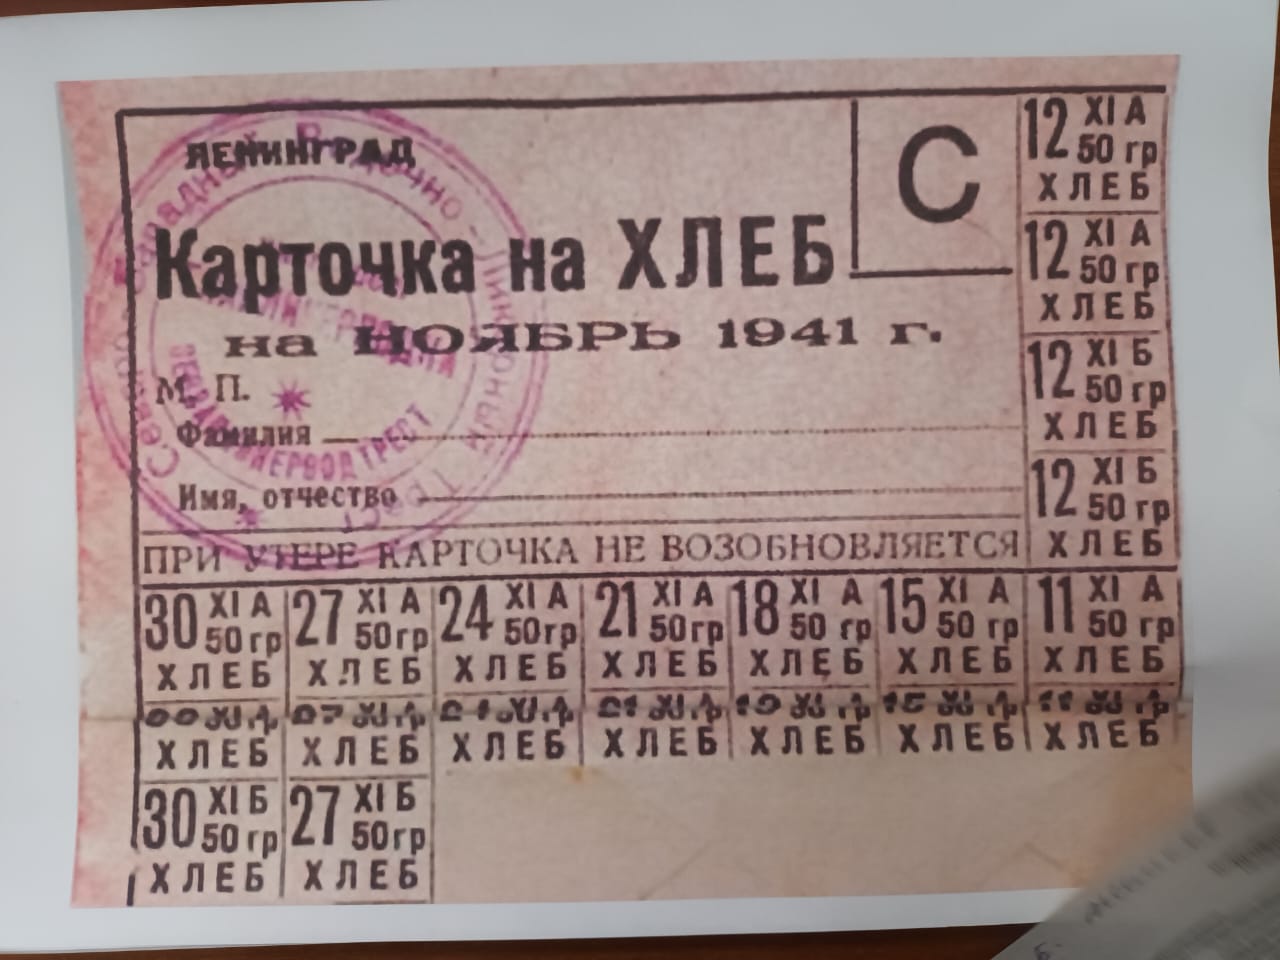 ЛЕНИНГРАД
С
Карточка на ХЛЕБ
на НОЯБРЬ 1941 г.
М. П.
Фамилия
Имя, отчество
ПРИ УТЕРЕ КАРТОЧКА НЕ ВОЗОБНОВЛЯЕТСЯ
ТРЕСТ
12 XI А
50 гр
ХЛЕБ
12 XI А
50 гр
ХЛЕБ
12 XI Б
50 гр
ХЛЕБ
12 XI Б
50 гр
ХЛЕБ
30 XI А 27 XI А 24 XI А 21 XI А 18 XI А 15 XI А 11 XI А
50 гр 50 гр 50 гр 50 гр 50 гр 50 гр 50 гр
ХЛЕБ ХЛЕБ ХЛЕБ ХЛЕБ ХЛЕБ ХЛЕБ ХЛЕБ
ХЛЕБ ХЛЕБ ХЛЕБ ХЛЕБ ХЛЕБ ХЛЕБ ХЛЕБ
30 XI Б 27 XI Б
50 гр 50 гр
ХЛЕБ ХЛЕБ